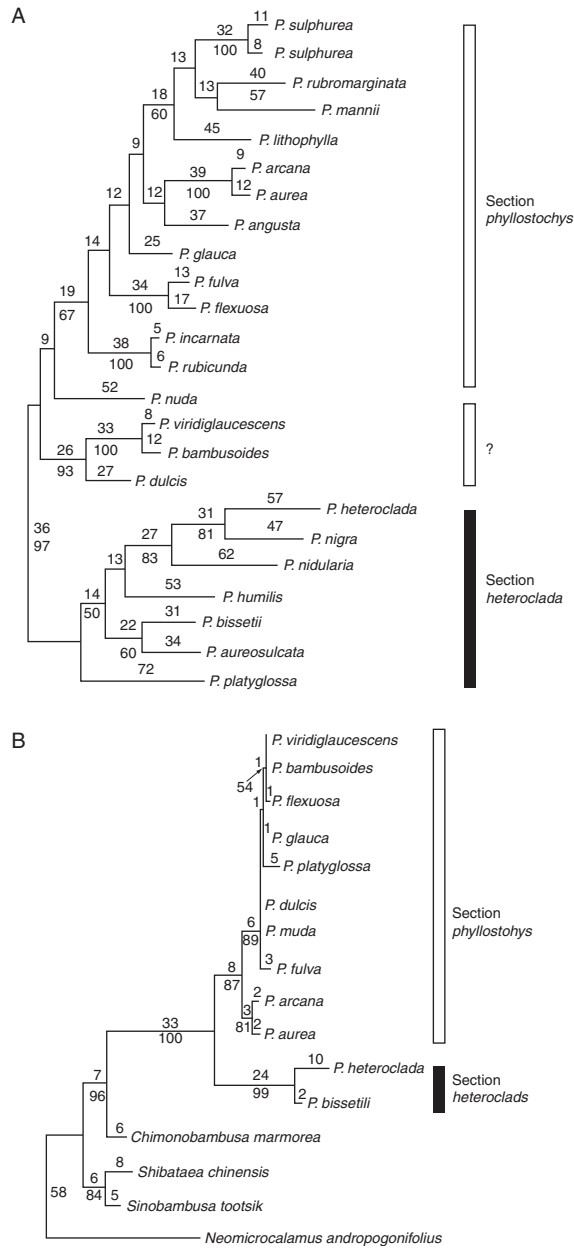 A
11
32
P. sulphurea
13
100
8
P. sulphurea
40
18
13
P. rubromarginata
57
60
P. mannii
45
9
P. lithophylla
9
39
P. arcana
12
12
100
12
P. aurea
37
P. angusta
Section
phyllostochys
14
25
P. glauca
13
34
P. fulva
19
17
100
P. flexuosa
67
5
38
P. incarnata
9
6
100
P. rubicunda
52
P. nuda
8
33
P. viridiglaucescens
26
12
100
P. bambusoides
?
93
27
P. dulcis
57
31
P. heteroclada
36
27
81
47
P. nigra
97
13
83
62
P. nidularia
14
53
P. humilis
Section
heteroclada
50
31
22
P. bissetii
34
60
P. aureosulcata
72
P. platyglossa
B
P. viridiglaucescens
1
P. bambusoides
54
1
P. flexuosa
1
1
P. glauca
5
P. platyglossa
P. dulcis
Section
phyllostohys
6
P. muda
89
3
P. fulva
8
2
P. arcana
87
3
81
2
P. aurea
33
100
10
P. heteroclada
24
Section
heteroclads
7
99
2
P. bissetili
96
6
Chimonobambusa marmorea
8
Shibataea chinensis
58
6
84
5
Sinobambusa tootsik
Neomicrocalamus andropogonifolius